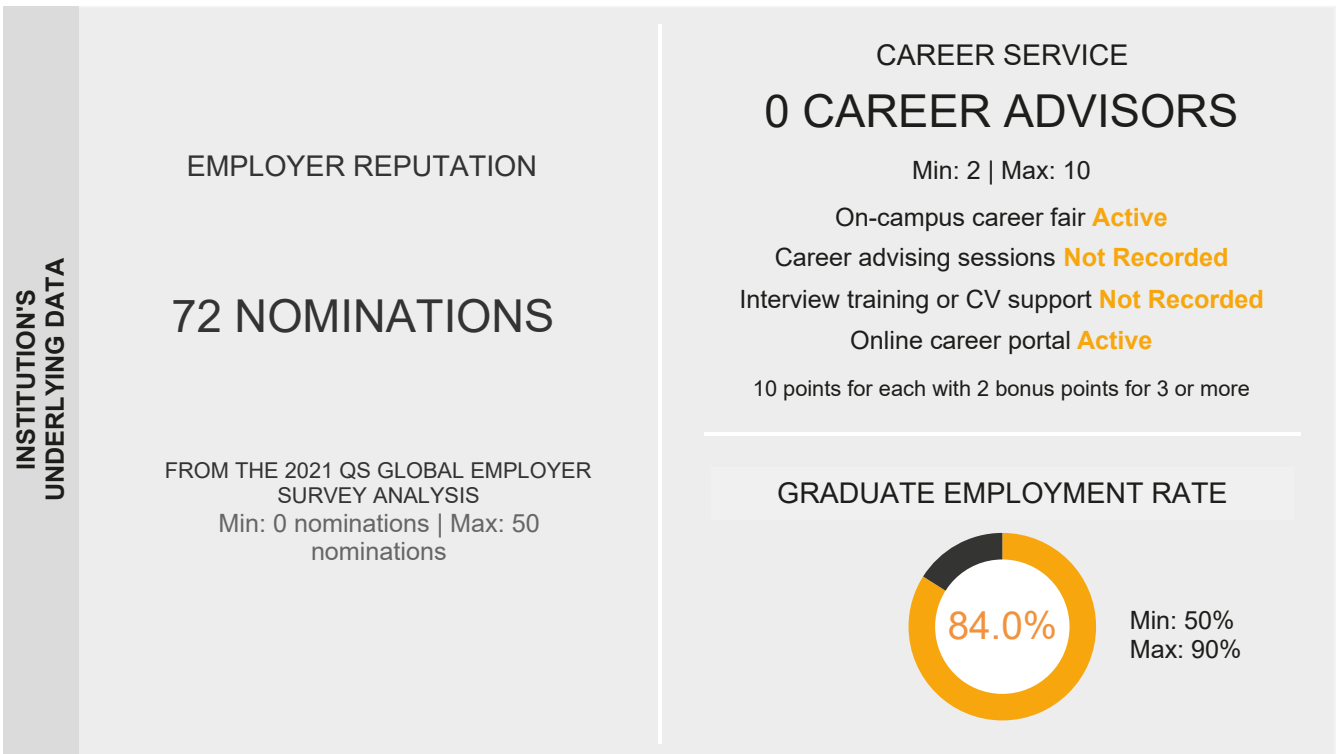 INSTITUTION'S
UNDERLYING DATA
EMPLOYER REPUTATION
72 NOMINATIONS
FROM THE 2021 QS GLOBAL EMPLOYER
SURVEY ANALYSIS
Min: 0 nominations | Max: 50
nominations
CAREER SERVICE
0 CAREER ADVISORS
Min: 2 | Max: 10
On-campus career fair Active
Career advising sessions Not Recorded
Interview training or CV support Not Recorded
Online career portal Active
10 points for each with 2 bonus points for 3 or more
GRADUATE EMPLOYMENT RATE
84.0%
Min: 50%
Max: 90%